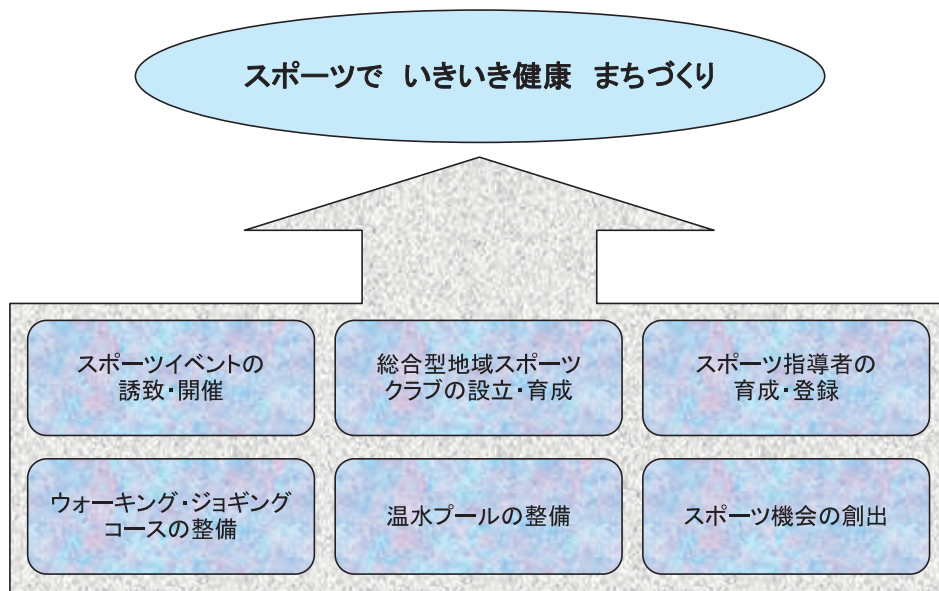 スポーツで いきいき健康 まちづくり
スポーツイベントの
誘致・開催
総合型地域スポーツ
クラブの設立・育成
スポーツ指導者の
育成・登録
ウォーキング・ジョギング
コースの整備
温水プールの整備
スポーツ機会の創出